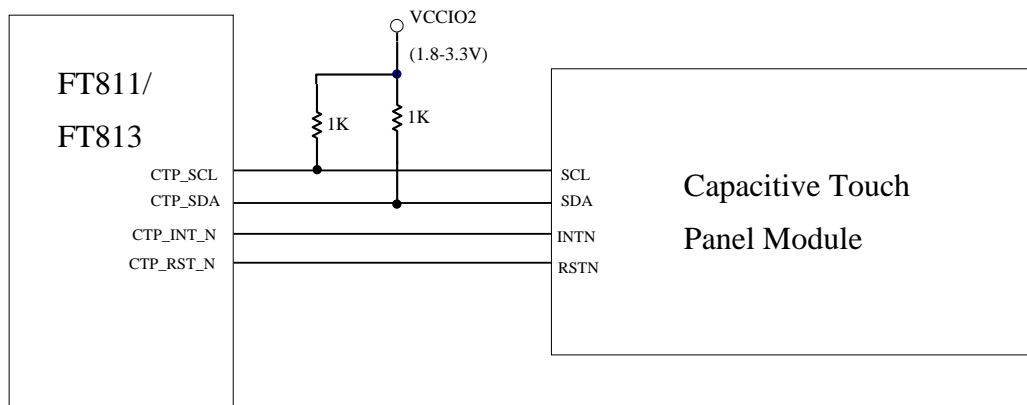 VCCIO2
(1.8-3.3V)
FT811/
FT813
1K
1K
CTP_SCL
SCL
CTP_SDA
SDA
CTP_INT_N
INTN
CTP_RST_N
RSTN
Capacitive Touch
Panel Module